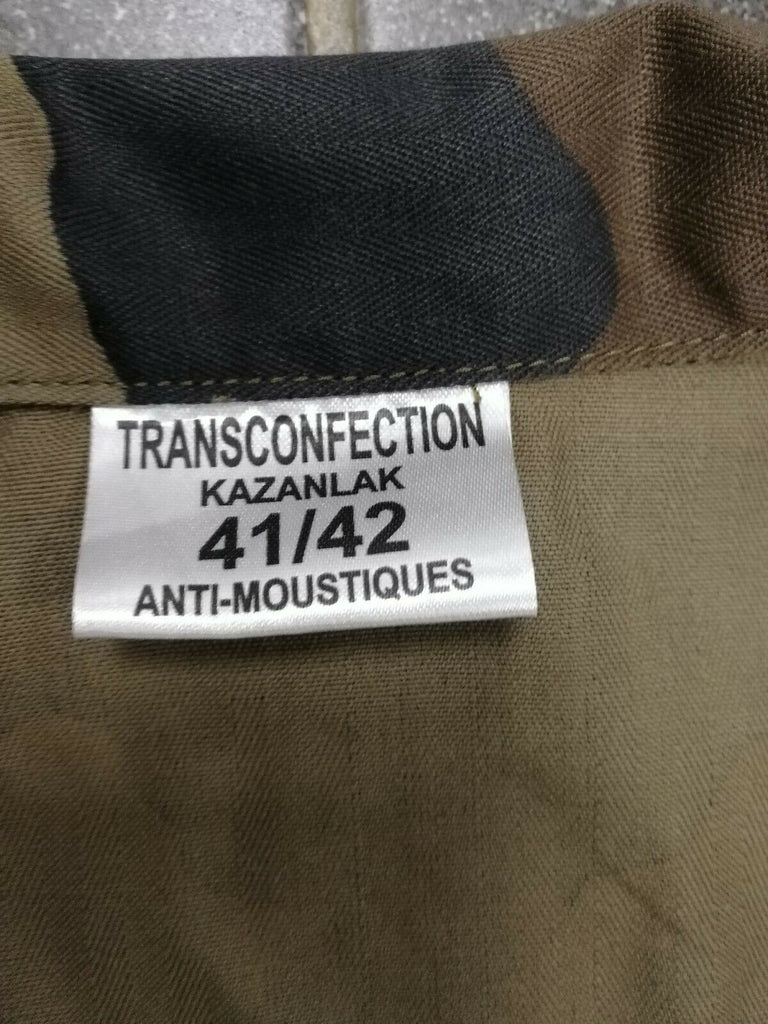 TRANSCONFECTION
KAZANLAK
41/42
ANTI-MOUSTIQUES